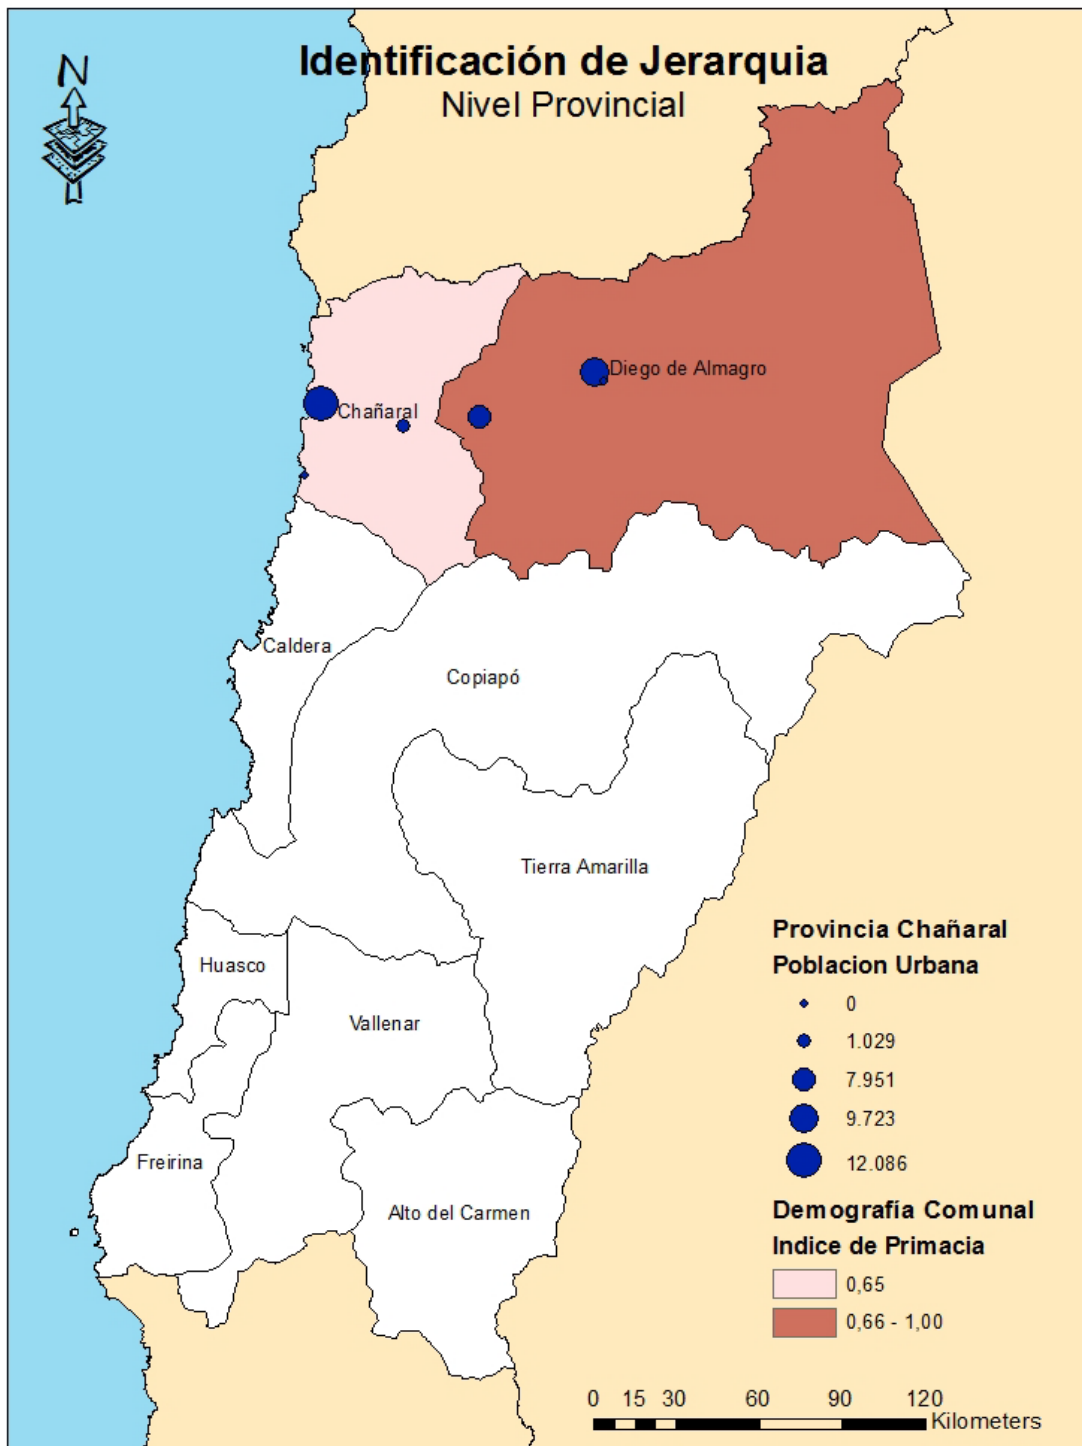 Identificación de Jerarquia
Nivel Provincial
N
Diego de Almagro
Chañaral
Caldera
Copiapó
Tierra Amarilla
Huasco
Vallenar
Freirina
Alto del Carmen
Provincia Chañaral
Poblacion Urbana
0
1.029
7.951
9.723
12.086
Demografía Comunal
Indice de Primacia
0,65
0,66 - 1,00
0 15 30 60 90 120
Kilometers